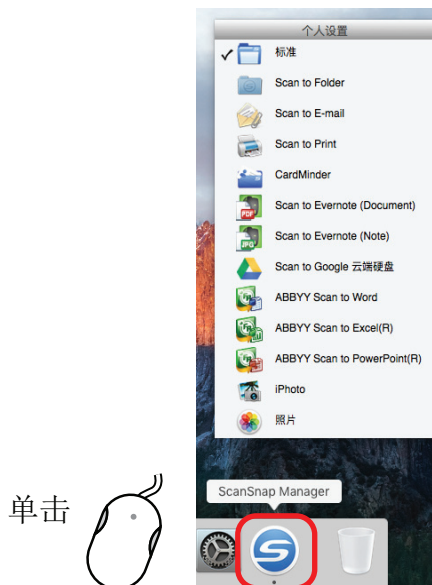 个人设置
标准
Scan to Folder
Scan to E-mail
Scan to Print
CardMinder
Scan to Evernote (Document)
Scan to Evernote (Note)
Scan to Google 云端硬盘
ABBYY Scan to Word
ABBYY Scan to Excel(R)
ABBYY Scan to PowerPoint(R)
iPhoto
照片
ScanSnap Manager
单击